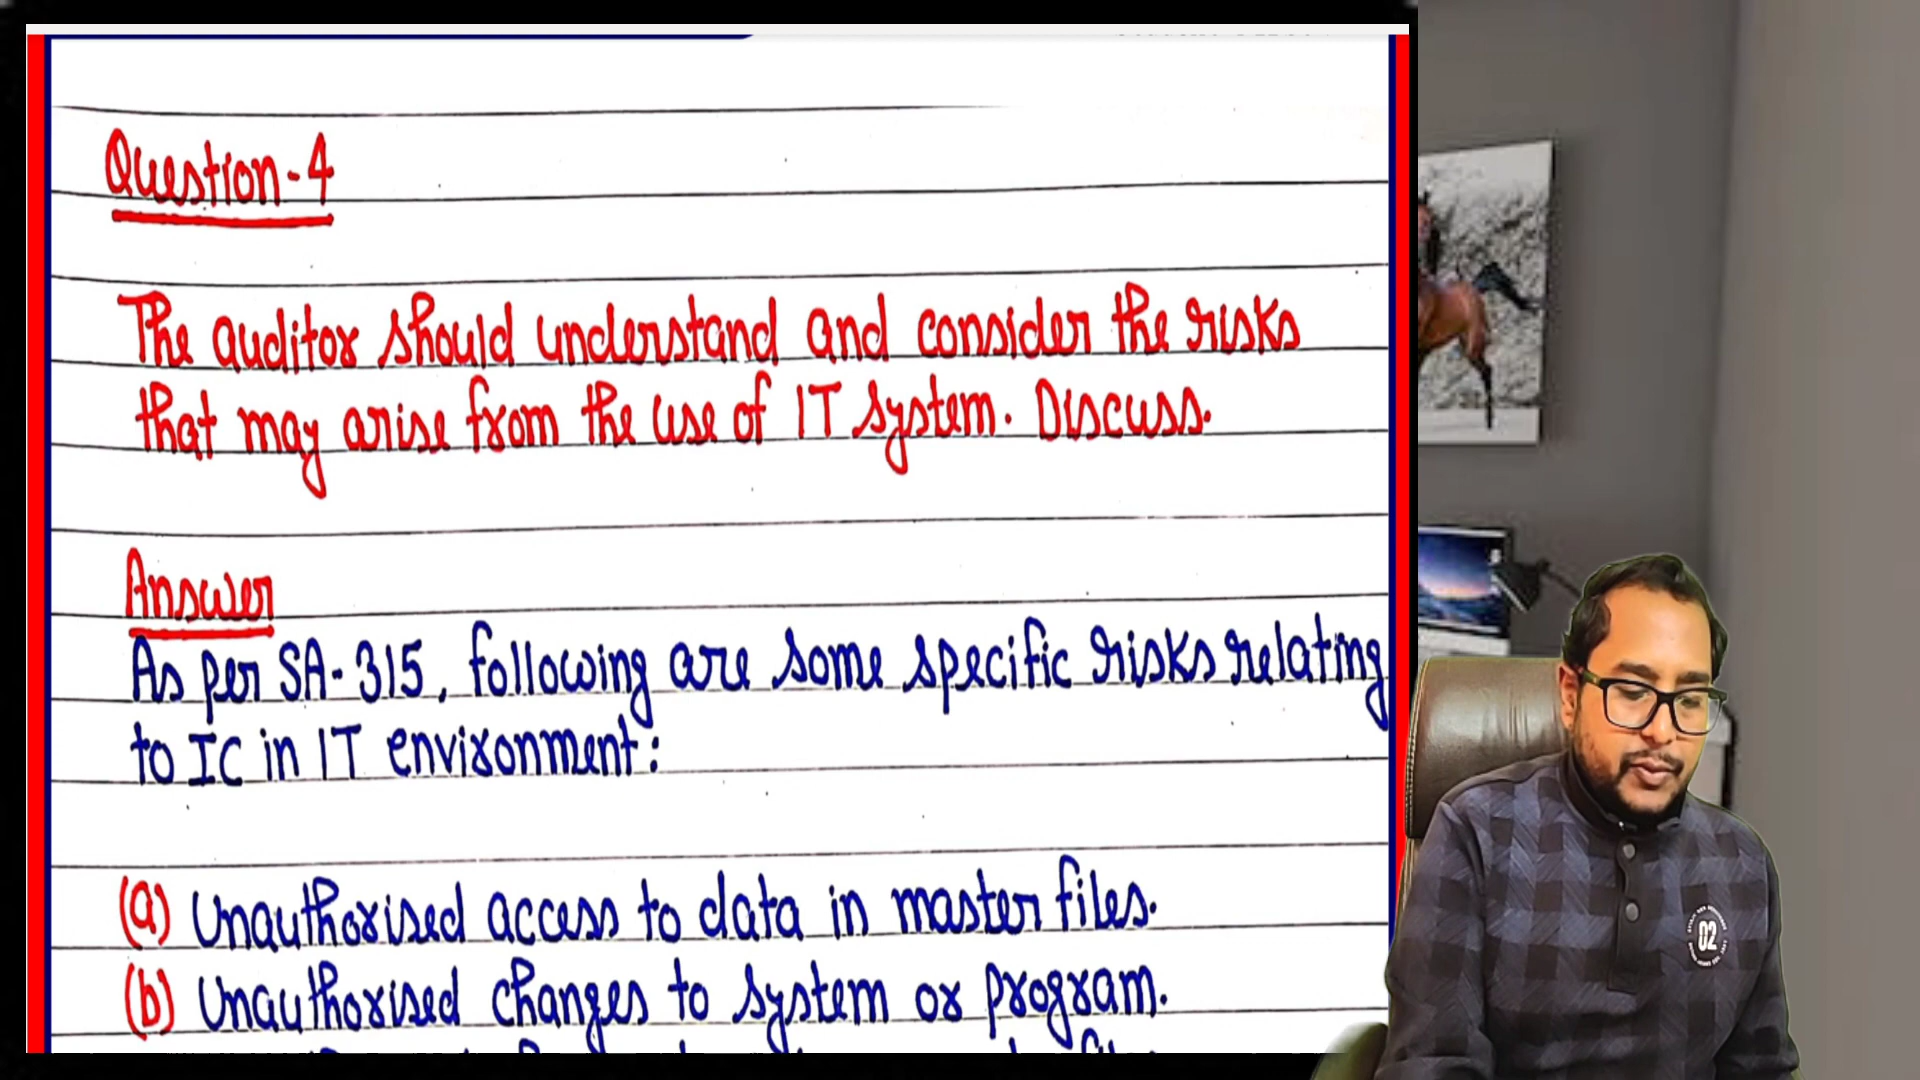 Question-4
The auditor should understand and consider the risks
that may arise from the use of IT system. Discuss.
Answer
As per SA-315, following are some specific risks relating
to IC in IT environment:
(a) Unauthorised access to data in master files.
(b) Unauthorised changes to system or program.
02